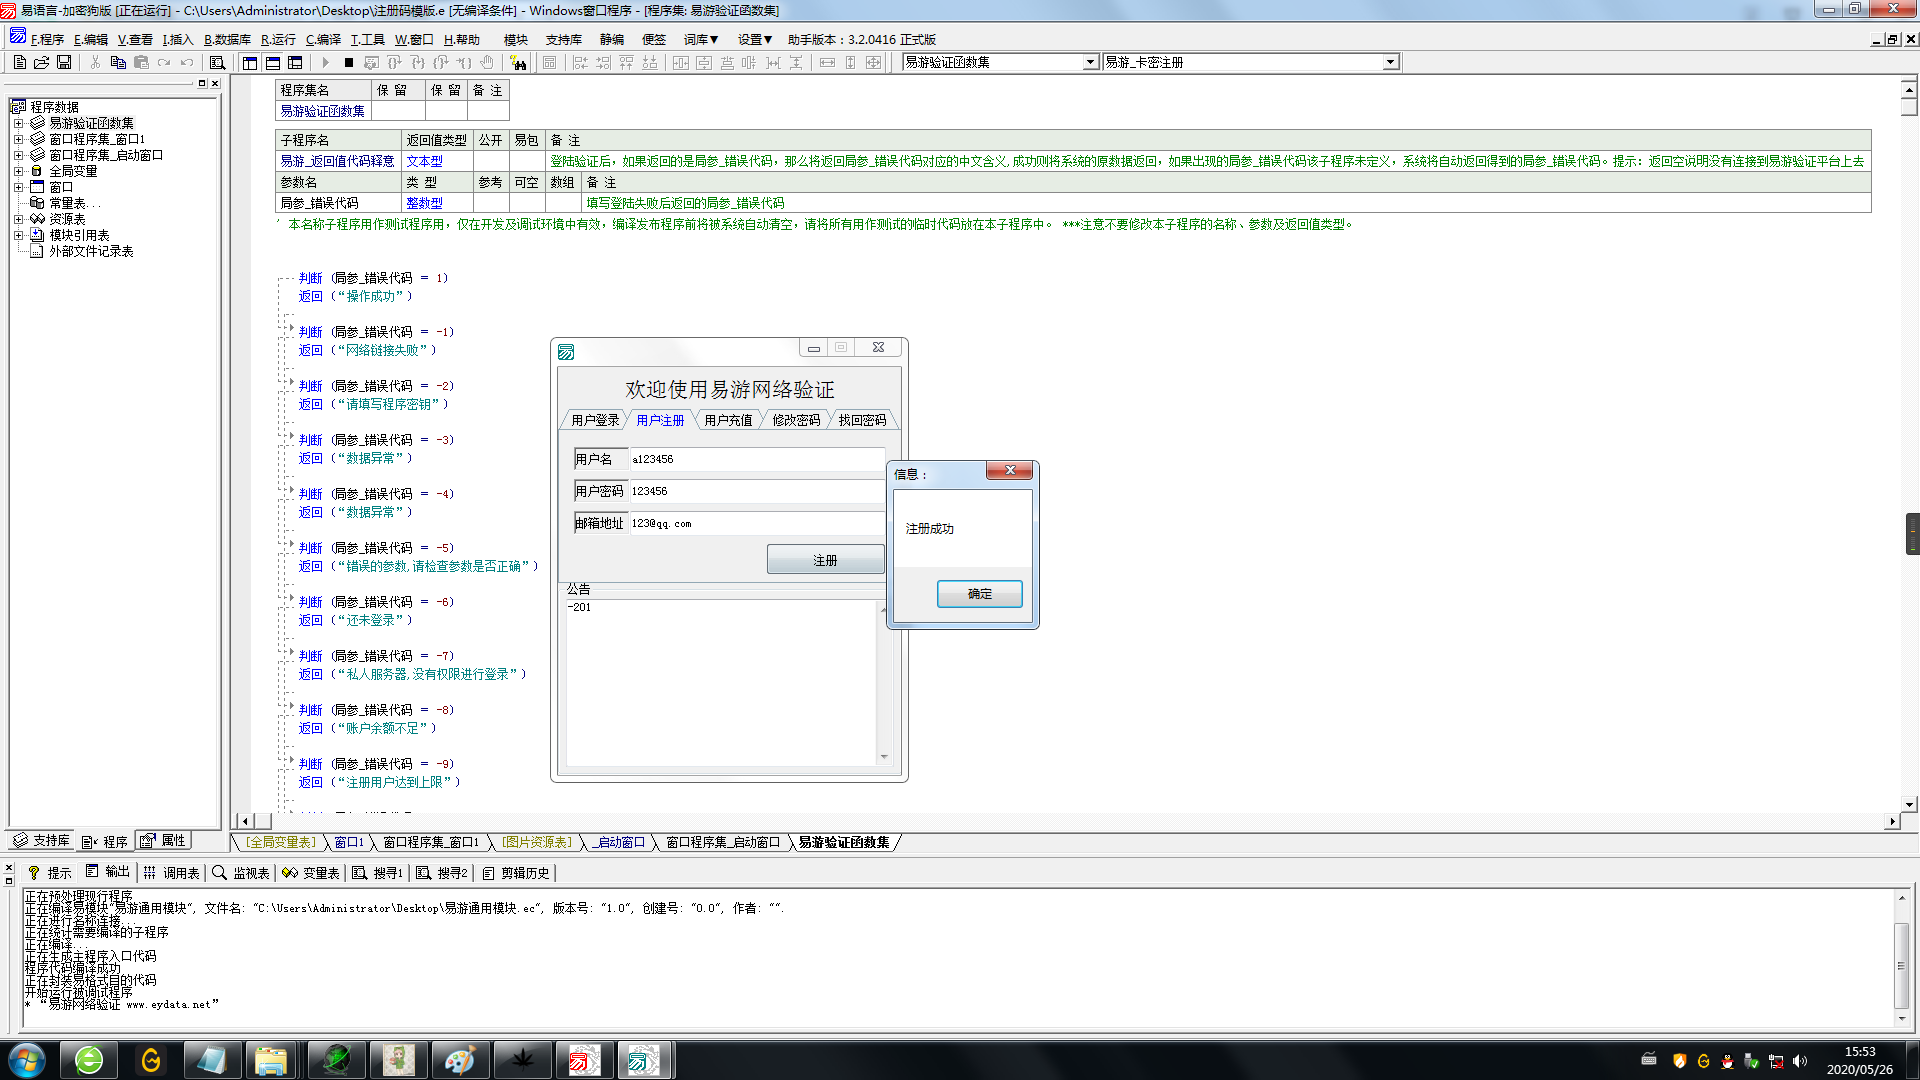 易语言-加密狗版 [正在运行] - C:\Users\Administrator\Desktop\注册码模版.e [无编译条件] - Windows窗口程序 - [程序集: 易游验证函数集]
F.程序 E.编辑 V.查看 I.插入 B.数据库 R.运行 C.编译 T.工具 W.窗口 H.帮助 模块 支持库 静编 便签 词库▼ 设置▼ 助手版本：3.2.0416 正式版
易游验证函数集 易游_卡密注册
程序数据
易游验证函数集
窗口程序集_窗口1
窗口程序集_启动窗口
全局变量
窗口
常量表...
资源表
模块引用表
外部文件记录表
支持库 程序 属性
程序集名 保 留 保 留 备 注
易游验证函数集
子程序名 返回值类型 公开 易包 备 注
易游_返回值代码释意 文本型 登陆验证后，如果返回的是局参_错误代码，那么将返回局参_错误代码对应的中文含义,成功则将系统的原数据返回，如果出现的局参_错误代码该子程序未定义，系统将自动返回得到的局参_错误代码。提示：返回空说明没有连接到易游验证平台上去
参数名 类 型 参考 可空 数组 备 注
局参_错误代码 整数型 填写登陆失败后返回的局参_错误代码
' 本名称子程序用作测试程序用，仅在开发及调试环境中有效，编译发布程序前将被系统自动清空，请将所有用作测试的临时代码放在本子程序中。 ***注意不要修改本子程序的名称、参数及返回值类型。
判断 (局参_错误代码 = 1)
返回 (“操作成功”)
判断 (局参_错误代码 = -1)
返回 (“网络链接失败”)
判断 (局参_错误代码 = -2)
返回 (“请填写程序密钥”)
判断 (局参_错误代码 = -3)
返回 (“数据异常”)
判断 (局参_错误代码 = -4)
返回 (“数据异常”)
判断 (局参_错误代码 = -5)
返回 (“错误的参数,请检查参数是否正确”)
判断 (局参_错误代码 = -6)
返回 (“还未登录”)
判断 (局参_错误代码 = -7)
返回 (“私人服务器,没有权限进行登录”)
判断 (局参_错误代码 = -8)
返回 (“账户余额不足”)
判断 (局参_错误代码 = -9)
返回 (“注册用户达到上限”)
欢迎使用易游网络验证
用户登录 用户注册 用户充值 修改密码 找回密码
用户名 a123456
用户密码 123456
邮箱地址 123@qq.com
注册
公告
-201
信息：
注册成功
确定
[全局变量表] 窗口1 窗口程序集_窗口1 [图片资源表] _启动窗口 窗口程序集_启动窗口 易游验证函数集
提示 输出 调用表 监视表 变量表 搜寻1 搜寻2 剪辑历史
正在预处理现行程序
正在编译易模块“易游通用模块”, 文件名: “C:\Users\Administrator\Desktop\易游通用模块.ec”, 版本号: “1.0”, 创建号: “0.0”, 作者: “”.
正在进行名称连接...
正在统计需要编译的子程序
正在编译...
正在生成主程序入口代码
程序代码编译成功
正在封装易格式目的代码
开始运行被调试程序
* “易游网络验证 www.eydata.net”
15:53
2020/05/26